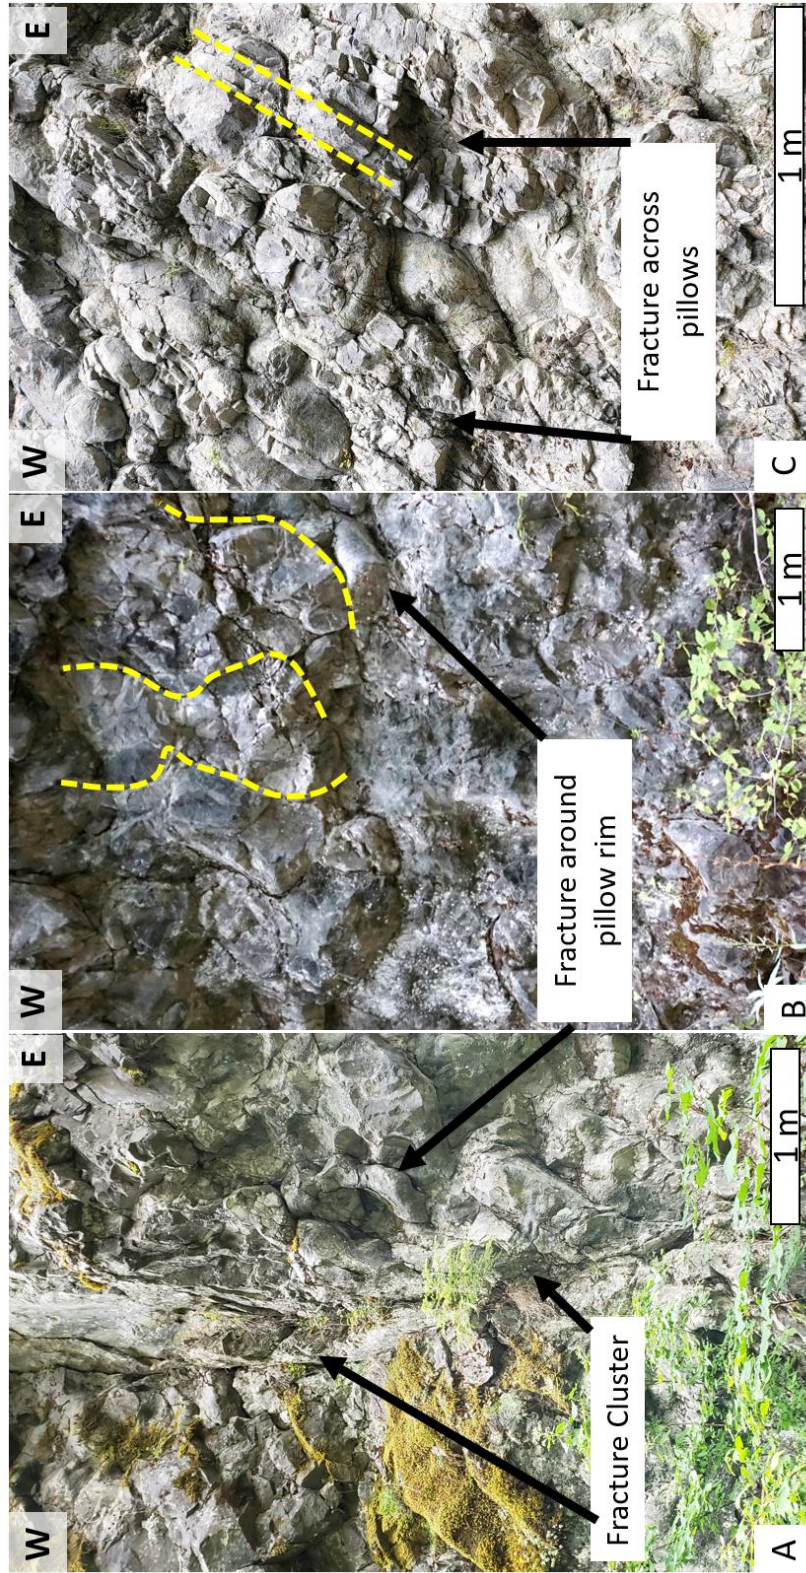 W
E
Fracture Cluster
A
1 m
W
E
Fracture around
pillow rim
B
1 m
W
E
Fracture across
pillows
C
1 m